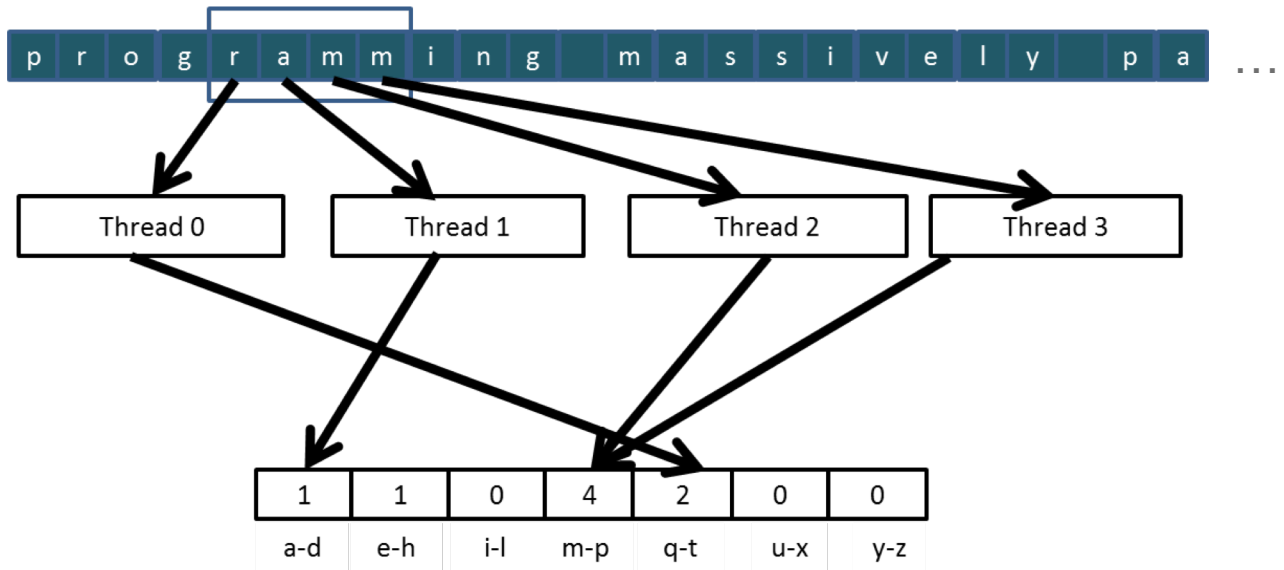 p r o g r a m m i n g m a s s i v e l y p a ...
Thread 0 Thread 1 Thread 2 Thread 3
1 1 0 4 2 0 0
a-d e-h i-l m-p q-t u-x y-z